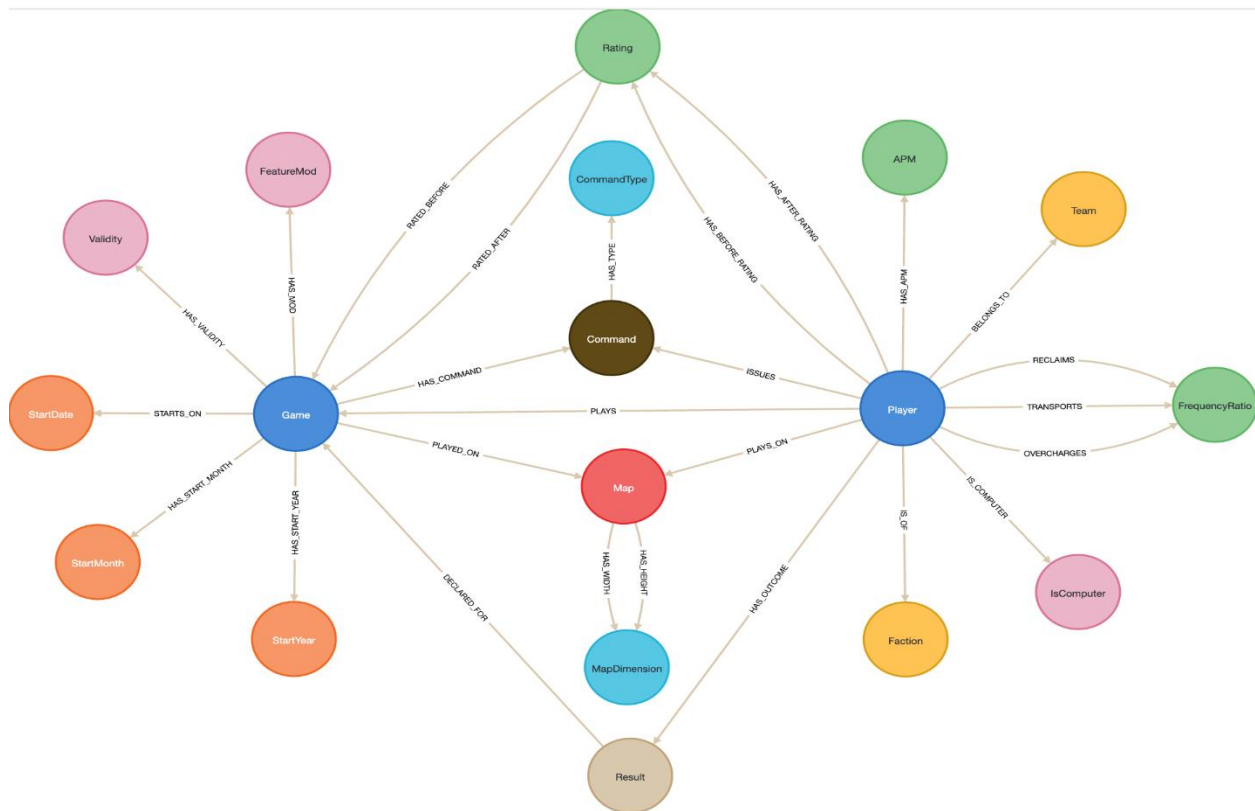 Rating
FeatureMod
CommandType
APM
Team
Validity
RATED_BEFORE
RATED_AFTER
HAS_TYPE
HAS_BEFORE_RATING
HAS_AFTER_RATING
HAS_APM
BELONGS_TO
HAS_MOD
HAS_VALIDITY
Command
HAS_COMMAND
ISSUES
RECLAIMS
StartDate
STARTS_ON
Game
PLAYS
Player
TRANSPORTS
FrequencyRatio
OVERCHARGES
PLAYED_ON
PLAYS_ON
HAS_START_MONTH
HAS_START_YEAR
Map
IS_COMPUTER
IS_OF
StartMonth
HAS_WIDTH
HAS_HEIGHT
DECLARED_FOR
HAS_OUTCOME
IsComputer
StartYear
MapDimension
Faction
Result